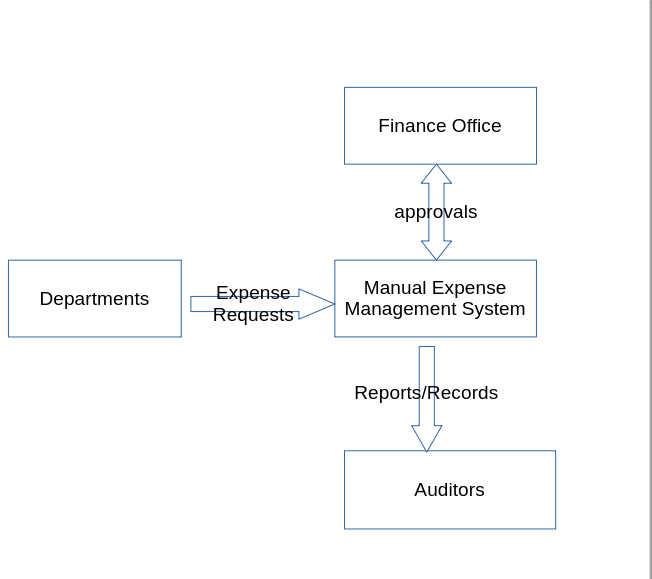 Finance Office
approvals
Departments
Expense
Requests
Manual Expense
Management System
Reports/Records
Auditors